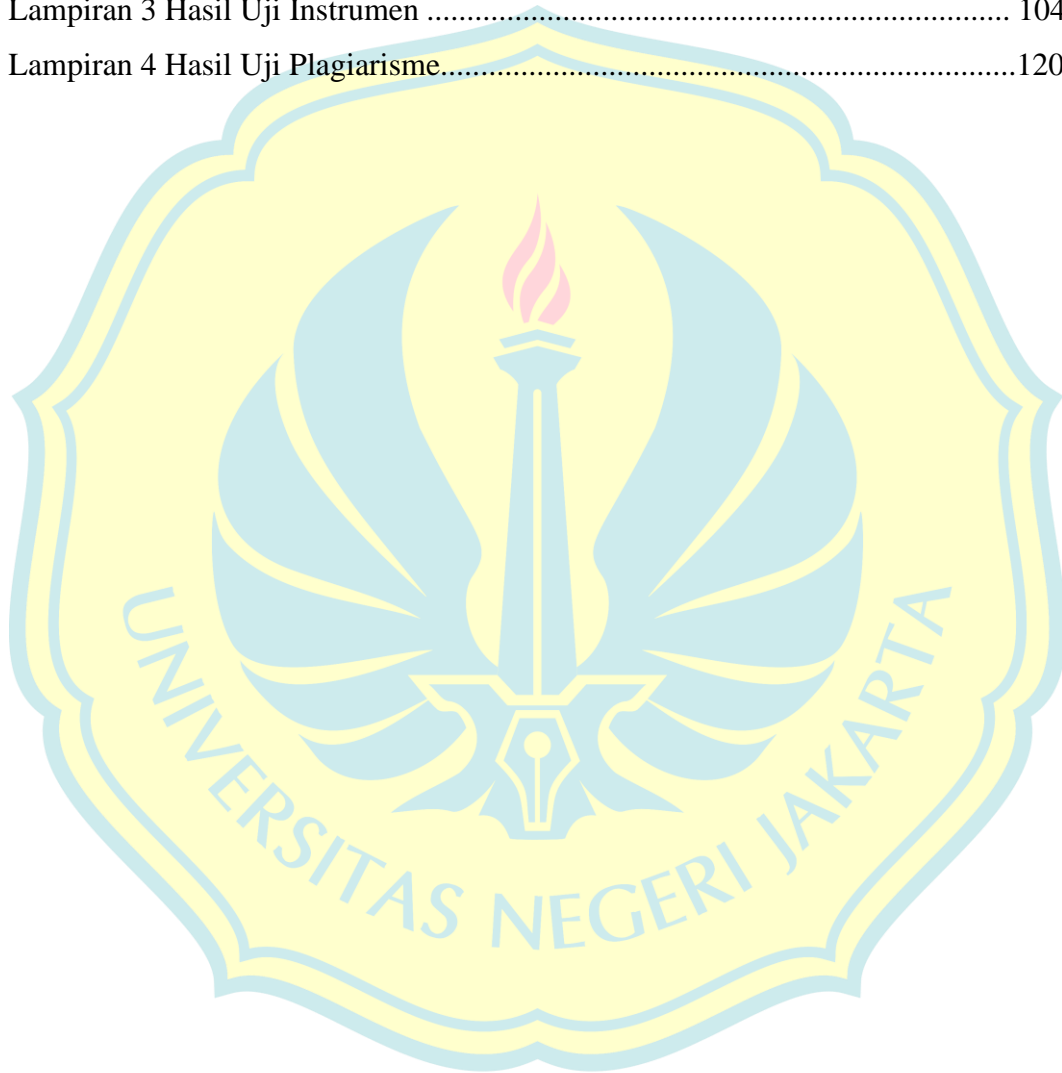 Lampiran 3 Hasil Uji Instrumen ......................................................................... 104
Lampiran 4 Hasil Uji Plagiarisme........................................................................120
UNIVERSITAS NEGERI JAKARTA